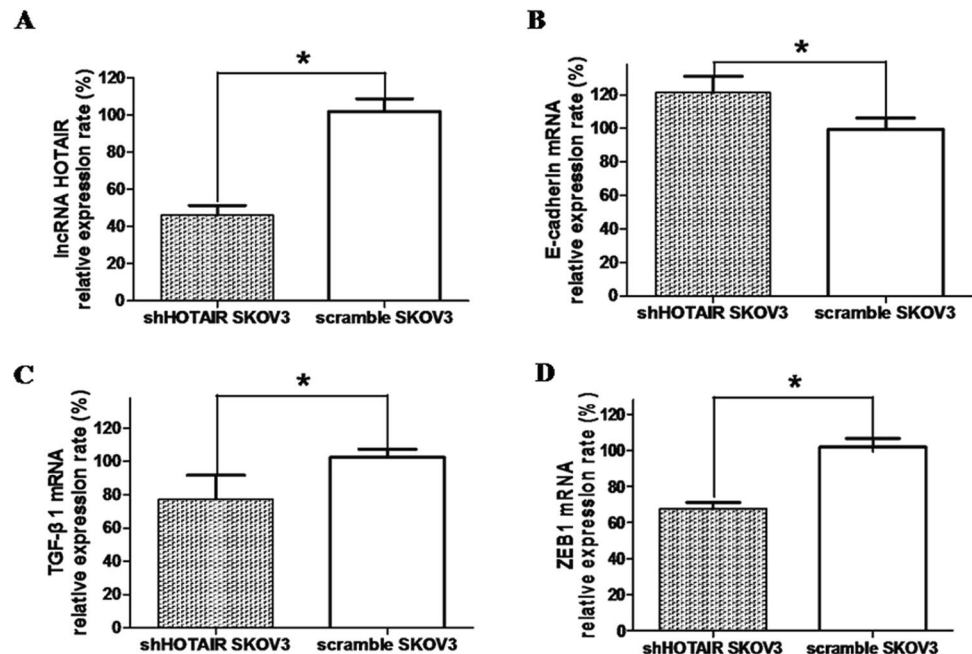 A
lncRNA HOTAIR
relative expression rate (%)
120
100
80
60
40
20
0
*
shHOTAIR SKOV3
scramble SKOV3
B
E-cadherin mRNA
relative expression rate (%)
120
100
80
60
40
20
0
*
shHOTAIR SKOV3
scramble SKOV3
C
TGF-β 1 mRNA
relative expression rate (%)
120
100
80
60
40
20
0
*
shHOTAIR SKOV3
scramble SKOV3
D
ZEB1 mRNA
relative expression rate (%)
120
100
80
60
40
20
0
*
shHOTAIR SKOV3
scramble SKOV3